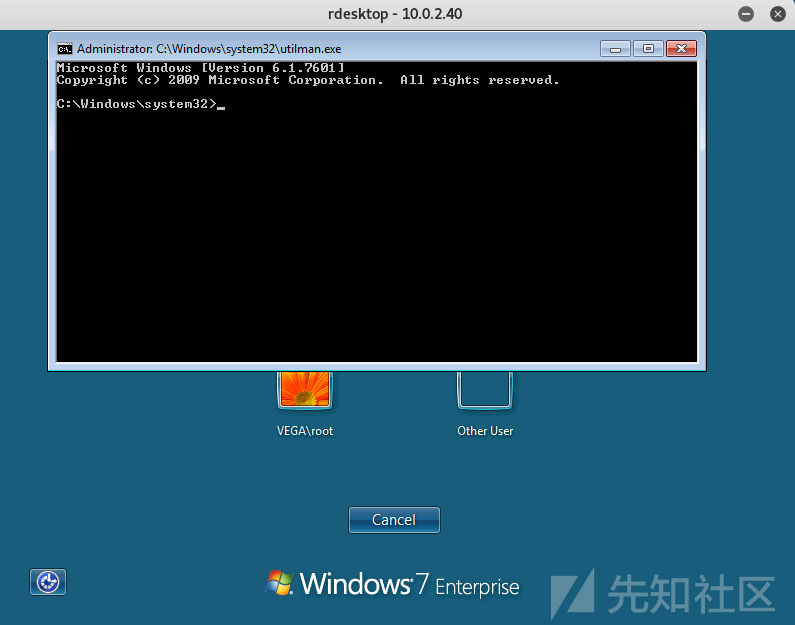 rdesktop - 10.0.2.40
Administrator: C:\Windows\system32\utilman.exe
Microsoft Windows [Version 6.1.7601]
Copyright (c) 2009 Microsoft Corporation.  All rights reserved.
C:\Windows\system32>
VEGA\root
Other User
Cancel
Windows 7 Enterprise
先知社区